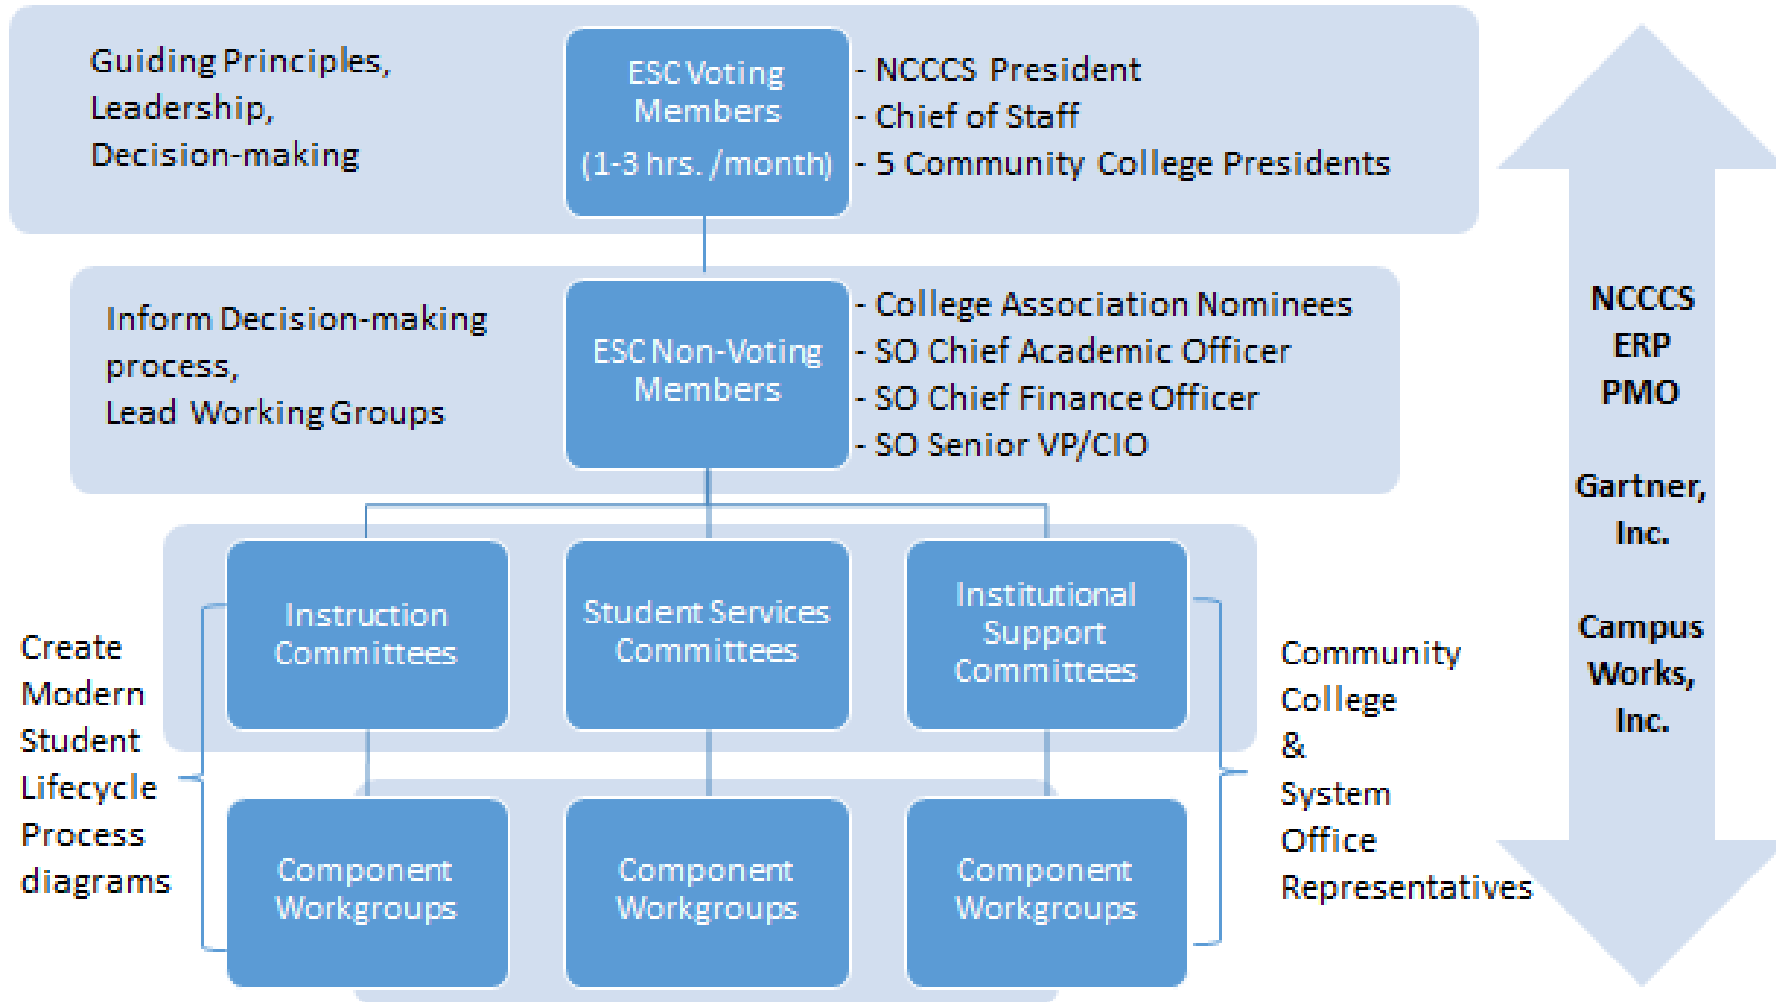 Guiding Principles,
Leadership,
Decision-making
ESC Voting
Members
(1-3 hrs. /month)
- NCCCS President
- Chief of Staff
- 5 Community College Presidents
Inform Decision-making
process,
Lead Working Groups
ESC Non-Voting
Members
- College Association Nominees
- SO Chief Academic Officer
- SO Chief Finance Officer
- SO Senior VP/CIO
Create
Modern
Student
Lifecycle
Process
diagrams
Instruction
Committees
Student Services
Committees
Institutional
Support
Committees
Component
Workgroups
Component
Workgroups
Component
Workgroups
Community
College
&
System
Office
Representatives
NCCCS
ERP
PMO
Gartner,
Inc.
Campus
Works,
Inc.